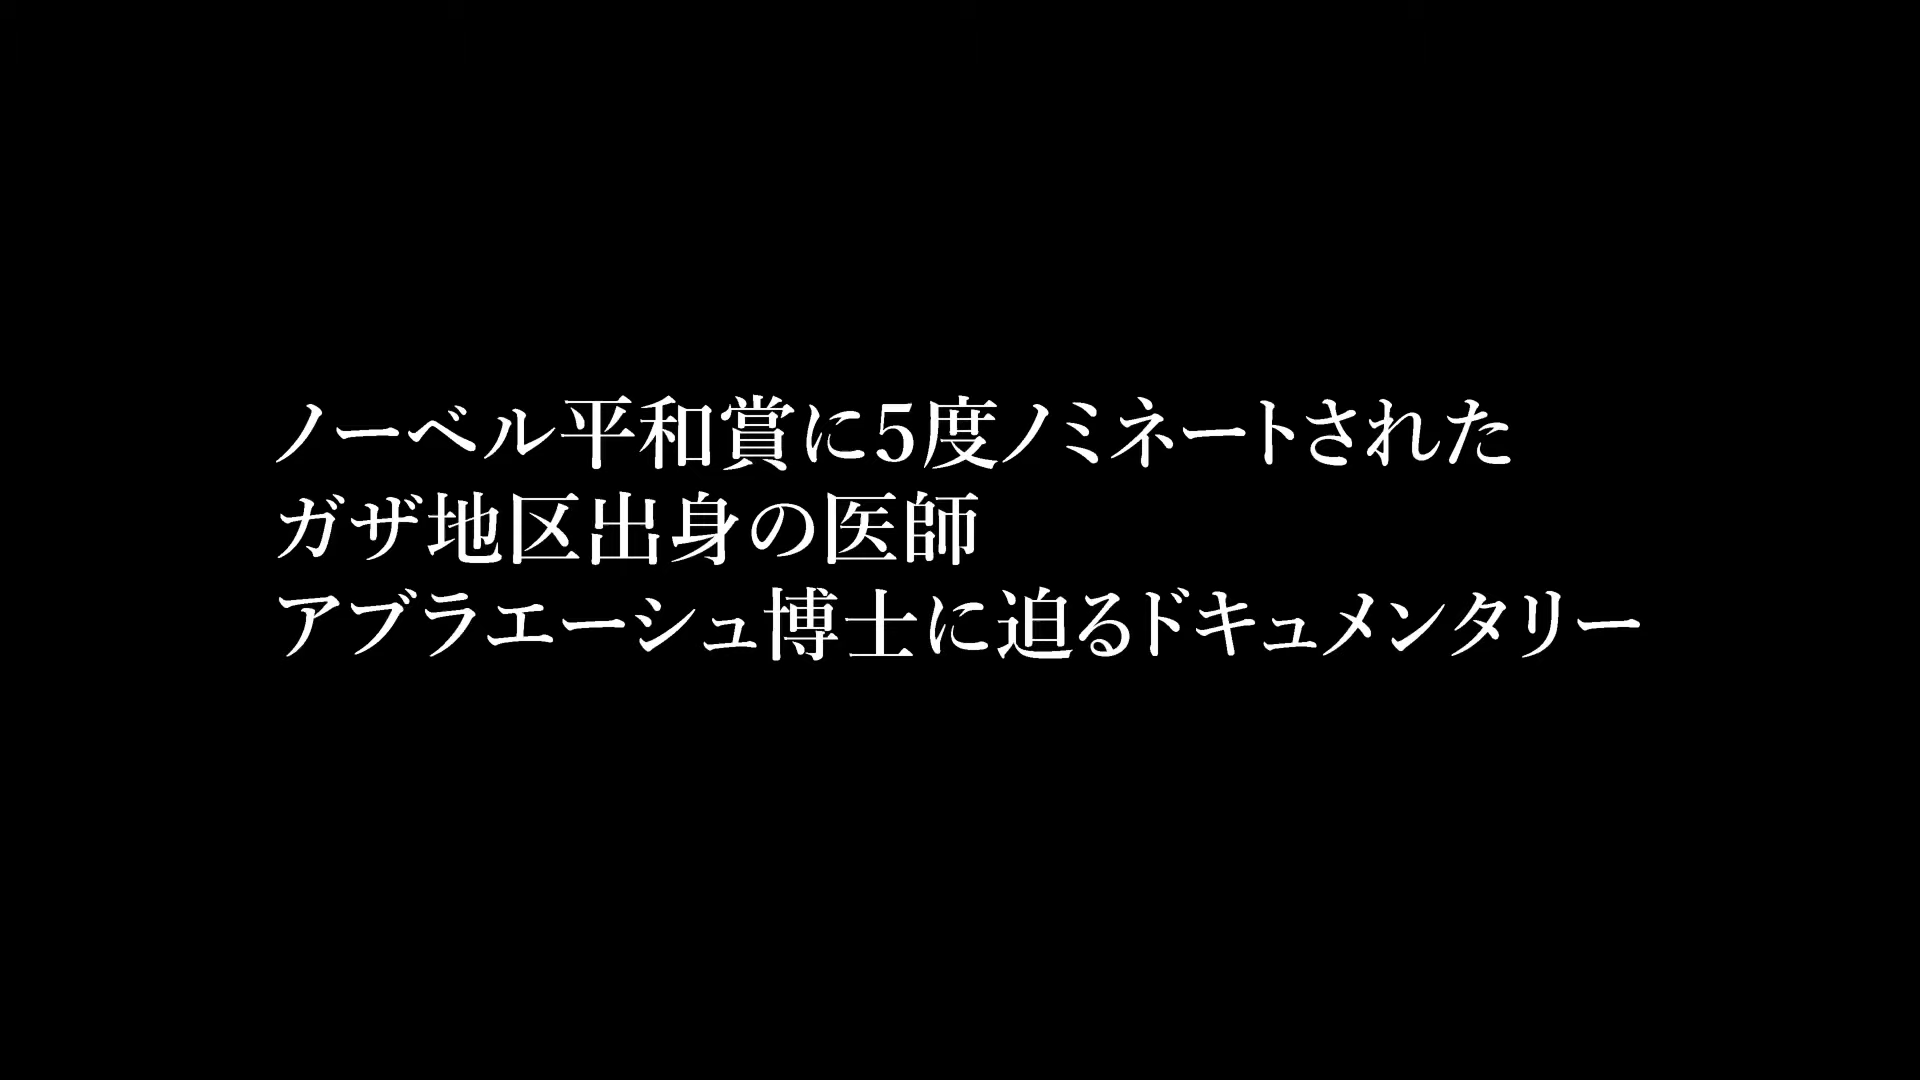 ノーベル平和賞に5度ノミネートされた
ガザ地区出身の医師
アブラエーシュ博士に迫るドキュメンタリー